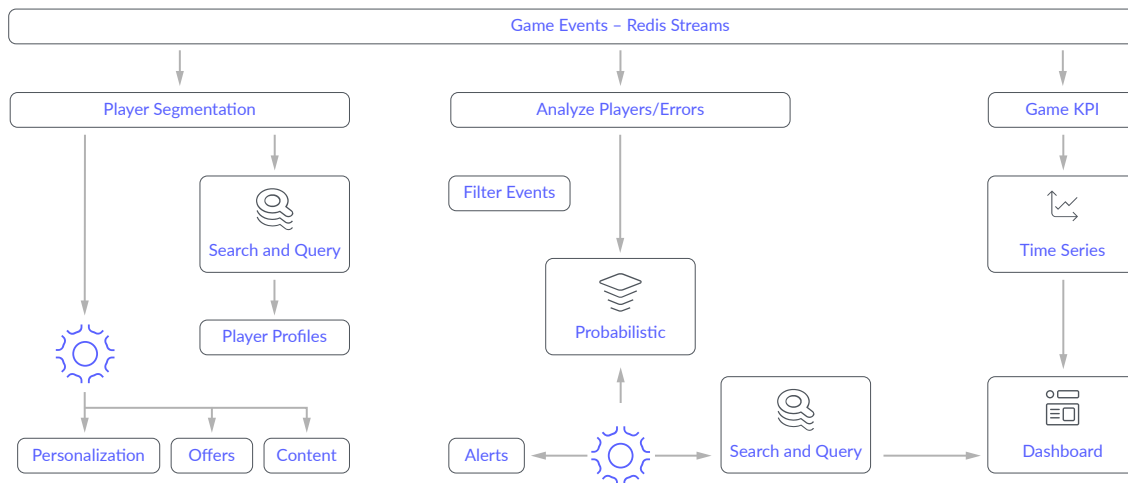 Game Events – Redis Streams
Player Segmentation
Analyze Players/Errors
Game KPI
Filter Events
Search and Query
Time Series
Player Profiles
Probabilistic
Personalization
Offers
Content
Alerts
Search and Query
Dashboard